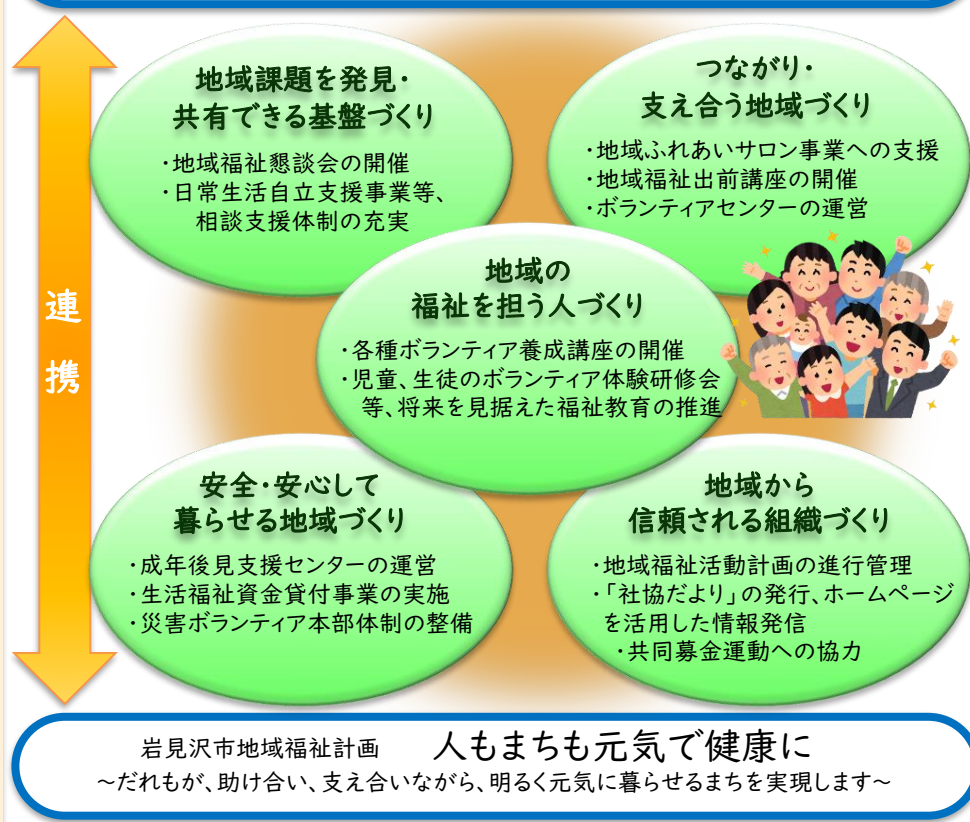 地域課題を発見・
共有できる基盤づくり
・地域福祉懇談会の開催
・日常生活自立支援事業等、
相談支援体制の充実
つながり・
支え合う地域づくり
・地域ふれあいサロン事業への支援
・地域福祉出前講座の開催
・ボランティアセンターの運営
連
携
地域の
福祉を担う人づくり
・各種ボランティア養成講座の開催
・児童、生徒のボランティア体験研修会
等、将来を見据えた福祉教育の推進
安全・安心して
暮らせる地域づくり
・成年後見支援センターの運営
・生活福祉資金貸付事業の実施
・災害ボランティア本部体制の整備
地域から
信頼される組織づくり
・地域福祉活動計画の進行管理
・「社協だより」の発行、ホームページ
を活用した情報発信
・共同募金運動への協力
岩見沢市地域福祉計画 人もまちも元気で健康に
~だれもが、助け合い、支え合いながら、明るく元気に暮らせるまちを実現します~